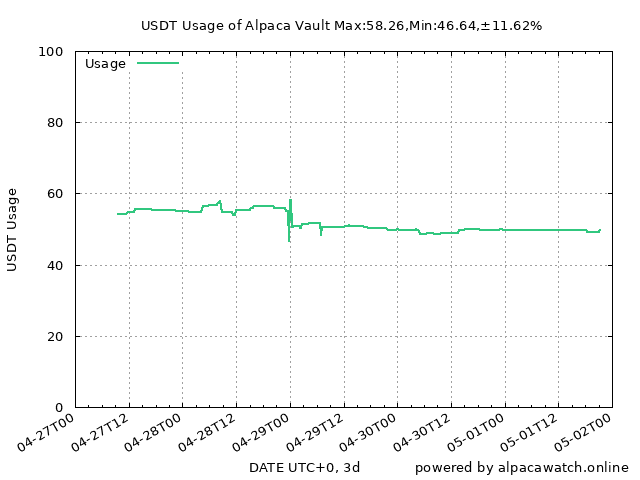 USDT Usage of Alpaca Vault Max:58.26,Min:46.64,±11.62%
Usage
100
80
60
40
20
0
USDT Usage
04-27T00
04-27T12
04-28T00
04-28T12
04-29T00
04-29T12
04-30T00
04-30T12
05-01T00
05-01T12
05-02T00
DATE UTC+0, 3d
powered by alpacawatch.online